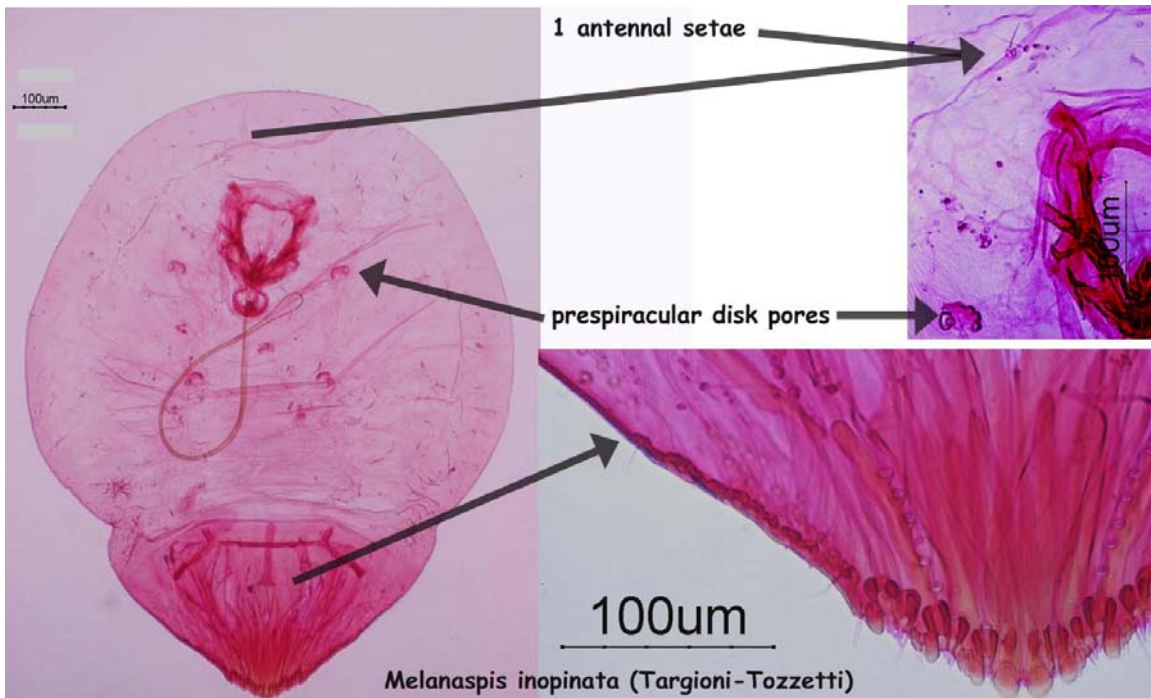 1 antennal setae
100um
100um
prespiracular disk pores
100um
Melanaspis inopinata (Targioni-Tozzetti)